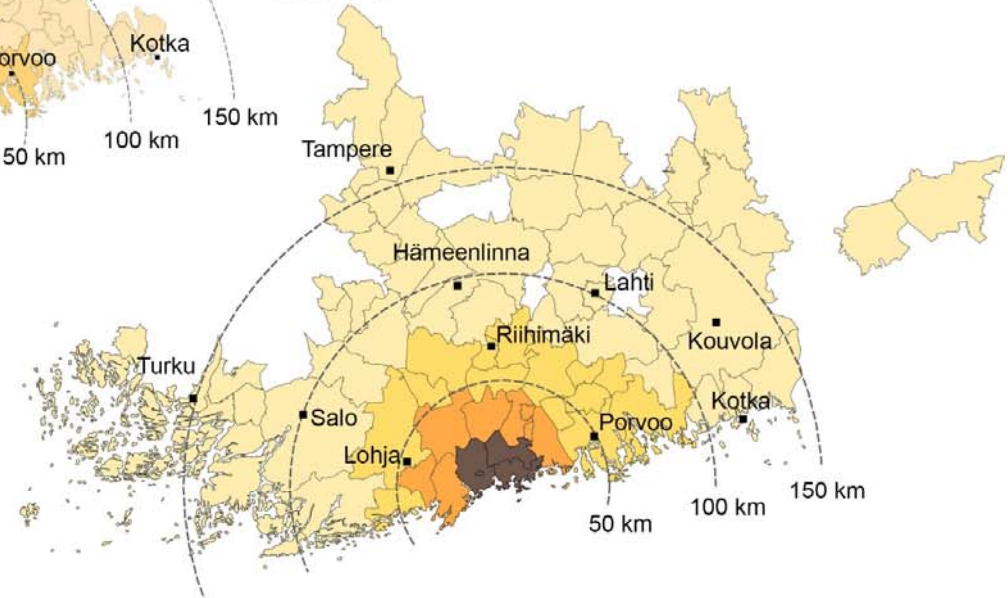 Kotka
orvoo
150 km
100 km
50 km
Tampere
Hämeenlinna
Lahti
Riihimäki
Kouvola
Turku
Kotka
Salo
Porvoo
Lohja
150 km
100 km
50 km